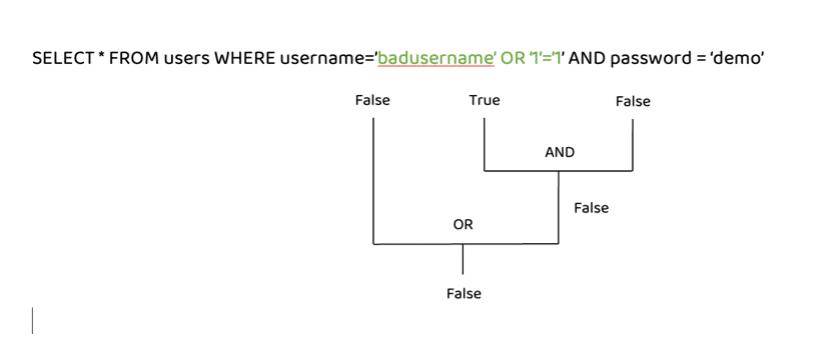 SELECT * FROM users WHERE username='badusername' OR '1'='1' AND password = 'demo'
False True False
AND
False
OR
False